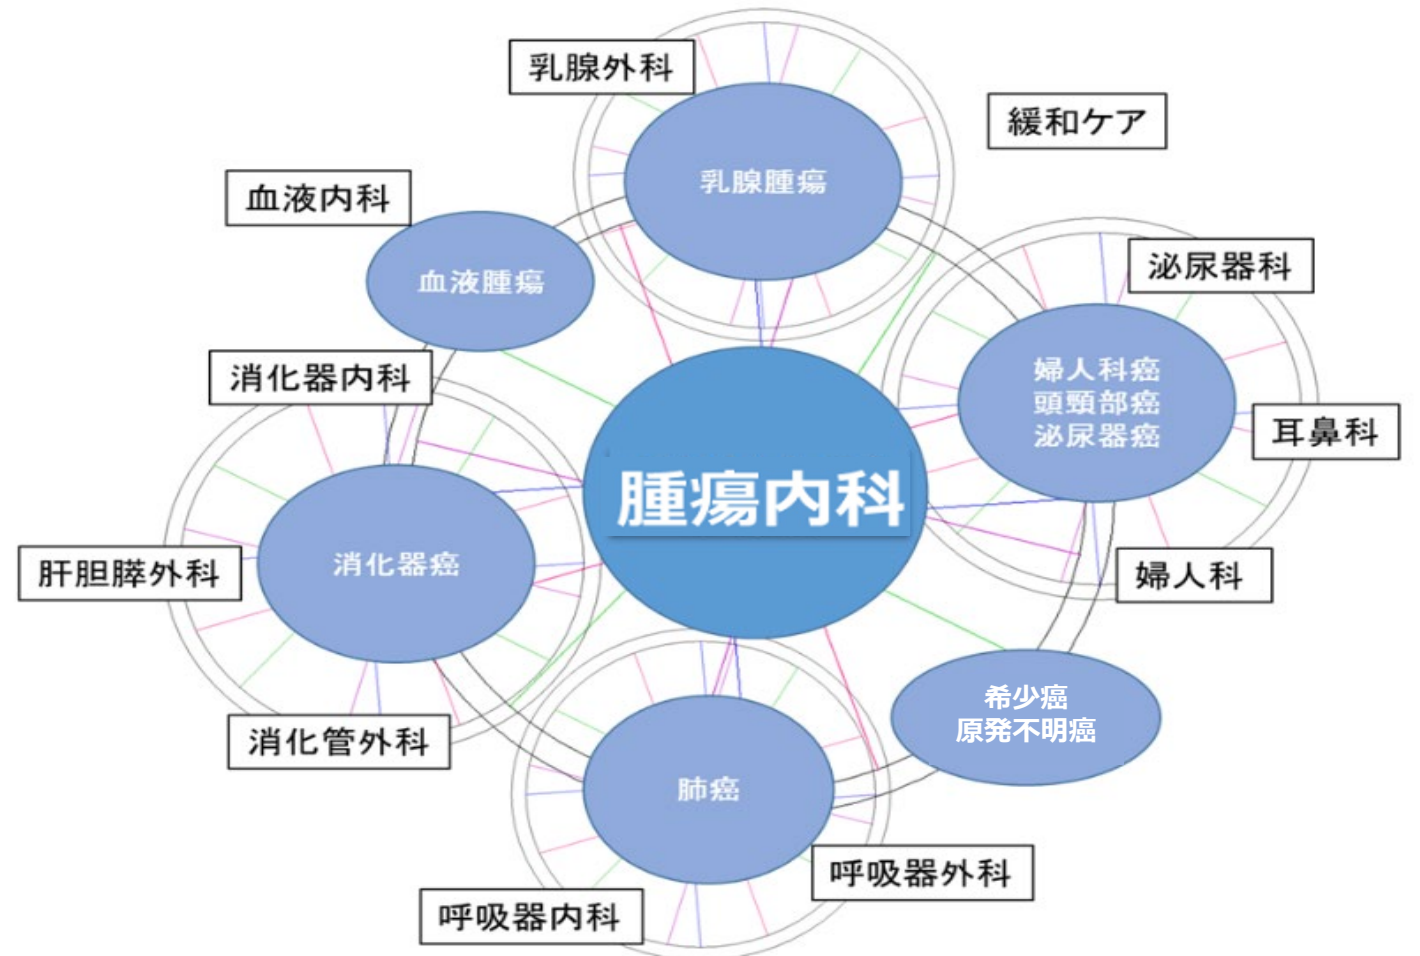 乳腺外科
緩和ケア
乳腺腫瘍
血液内科
血液腫瘍
泌尿器科
消化器内科
婦人科癌
頭頸部癌
泌尿器癌
耳鼻科
腫瘍内科
消化器癌
肝胆膵外科
婦人科
希少癌
原発不明癌
消化管外科
肺癌
呼吸器外科
呼吸器内科